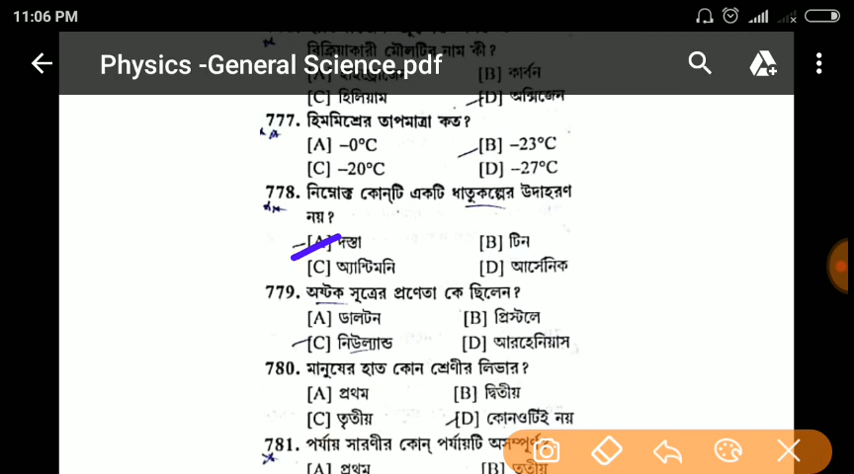 11:06 PM
Physics -General Science.pdf
বিক্রিয়াকারী মৌলটির নাম কী?
[B] কার্বন
[C] হিলিয়াম [D] অক্সিজেন
777. হিমমিশ্রের তাপমাত্রা কত?
[A] –0°C [B] –23°C
[C] –20°C [D] –27°C
778. নিম্নোক্ত কোন্‌টি একটি ধাতুকল্পের উদাহরণ
নয়?
[A] দস্তা [B] টিন
[C] অ্যান্টিমনি [D] আর্সেনিক
779. অষ্টক সূত্রের প্রণেতা কে ছিলেন?
[A] ডালটন [B] প্রিস্টলে
[C] নিউল্যান্ড [D] আরহেনিয়াস
780. মানুষের হাত কোন শ্রেণীর লিভার?
[A] প্রথম [B] দ্বিতীয়
[C] তৃতীয় [D] কোনওটিই নয়
781. পর্যায় সারণীর কোন্ পর্যায়টি অসম্পূর্ণ
[A] প্রথম [B] তৃতীয়